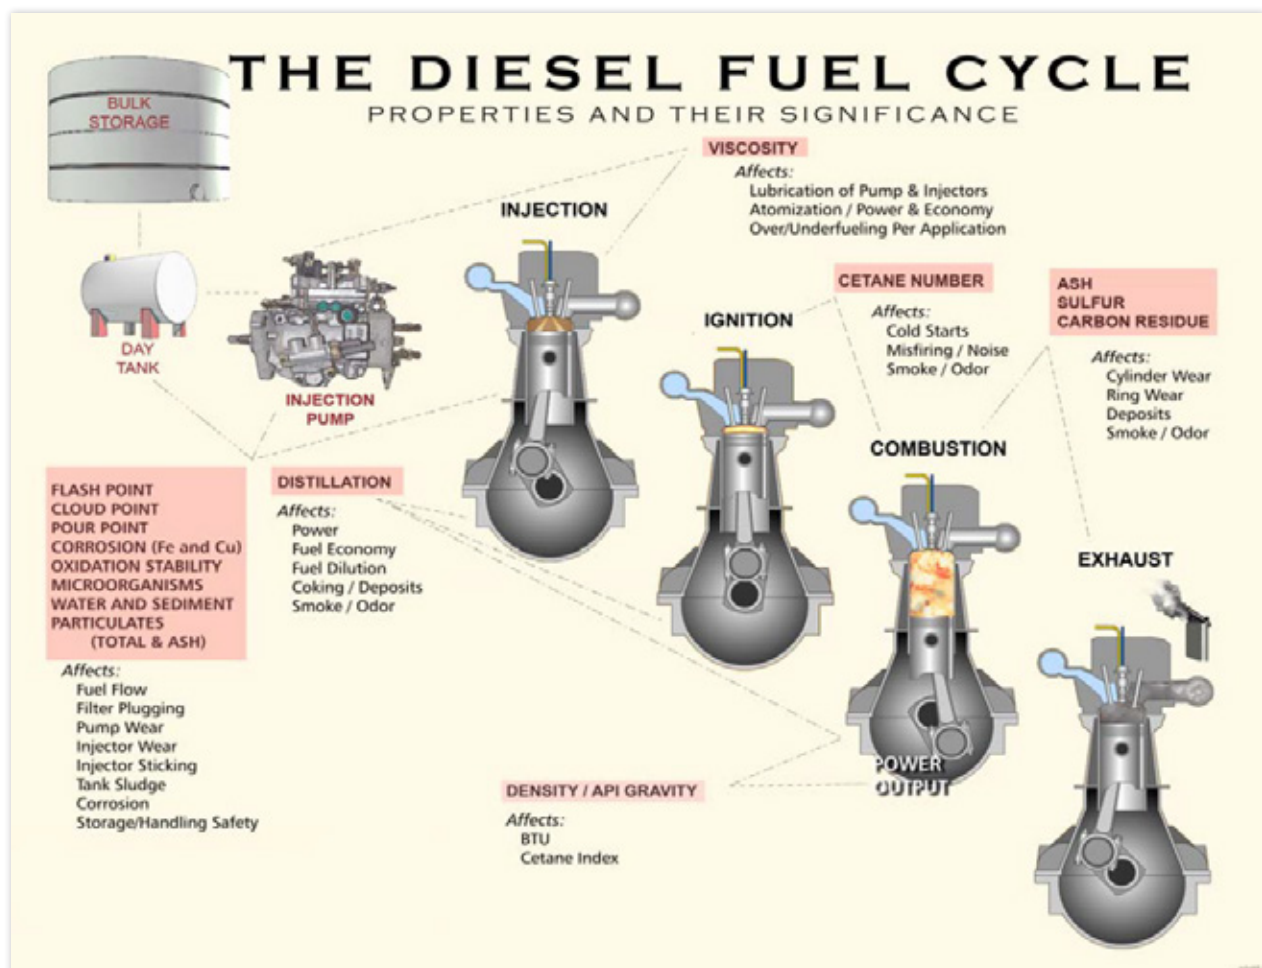 THE DIESEL FUEL CYCLE
PROPERTIES AND THEIR SIGNIFICANCE
BULK
STORAGE
DAY
TANK
INJECTION
PUMP
VISCOSITY
Affects:
Lubrication of Pump & Injectors
Atomization / Power & Economy
Over/Underfueling Per Application
INJECTION
IGNITION
CETANE NUMBER
Affects:
Cold Starts
Misfiring / Noise
Smoke / Odor
ASH
SULFUR
CARBON RESIDUE
Affects:
Cylinder Wear
Ring Wear
Deposits
Smoke / Odor
COMBUSTION
EXHAUST
FLASH POINT
CLOUD POINT
POUR POINT
CORROSION (Fe and Cu)
OXIDATION STABILITY
MICROORGANISMS
WATER AND SEDIMENT
PARTICULATES
(TOTAL & ASH)
Affects:
Fuel Flow
Filter Plugging
Pump Wear
Injector Wear
Injector Sticking
Tank Sludge
Corrosion
Storage/Handling Safety
DISTILLATION
Affects:
Power
Fuel Economy
Fuel Dilution
Coking / Deposits
Smoke / Odor
POWER
OUTPUT
DENSITY / API GRAVITY
Affects:
BTU
Cetane Index